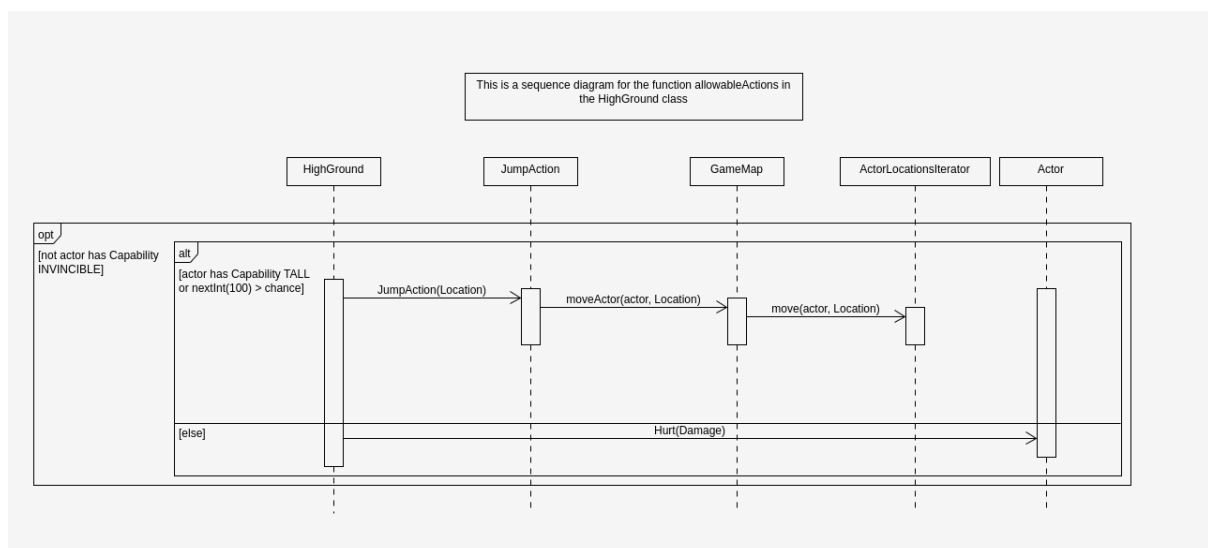 This is a sequence diagram for the function allowableActions in
the HighGround class
HighGround
JumpAction
GameMap
ActorLocationsIterator
Actor
opt
[not actor has Capability
INVINCIBLE]
alt
[actor has Capability TALL
or nextInt(100) > chance]
JumpAction(Location)
moveActor(actor, Location)
move(actor, Location)
[else]
Hurt(Damage)